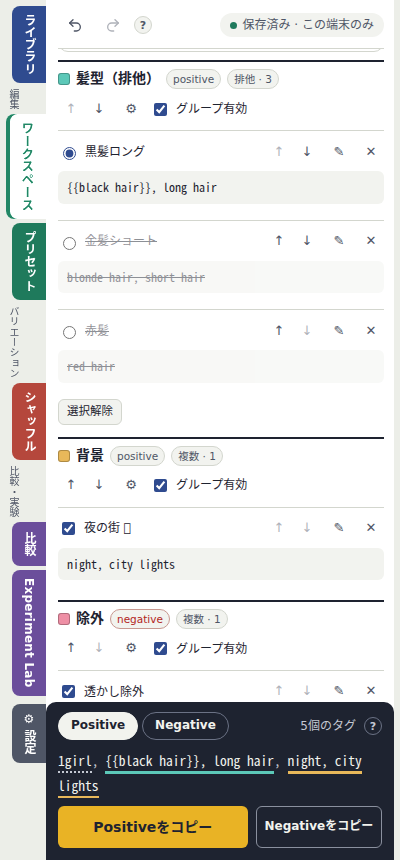 ライブラリ
編集
ワークスペース
プリセット
バリエーション
シャッフル
比較・実験
比較
Experiment Lab
⚙ 設定
?
保存済み · この端末のみ
髪型（排他） positive 排他 · 3
↑ ↓ ⚙ グループ有効
黒髪ロング ↑ ↓ ✎ ✕
{{black hair}}, long hair
金髪ショート ↑ ↓ ✎ ✕
blonde hair, short hair
赤髪 ↑ ↓ ✎ ✕
red hair
選択解除
背景 positive 複数 · 1
↑ ↓ ⚙ グループ有効
夜の街 ↑ ↓ ✎ ✕
night, city lights
除外 negative 複数 · 1
↑ ↓ ⚙ グループ有効
透かし除外 ↑ ↓ ✎ ✕
Positive Negative 5個のタグ ?
1girl, {{black hair}}, long hair, night, city
lights
Positiveをコピー Negativeをコピー